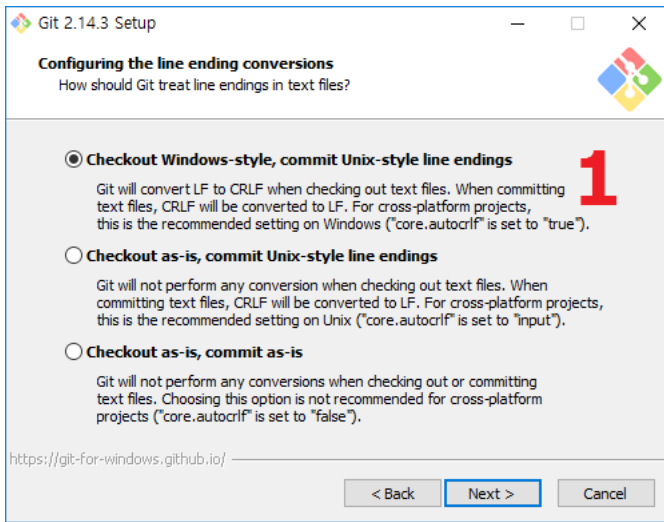 Git 2.14.3 Setup
Configuring the line ending conversions
How should Git treat line endings in text files?
Checkout Windows-style, commit Unix-style line endings
1
Git will convert LF to CRLF when checking out text files. When committing
text files, CRLF will be converted to LF. For cross-platform projects,
this is the recommended setting on Windows ("core.autocrlf" is set to "true").
Checkout as-is, commit Unix-style line endings
Git will not perform any conversion when checking out text files. When
committing text files, CRLF will be converted to LF. For cross-platform projects,
this is the recommended setting on Unix ("core.autocrlf" is set to "input").
Checkout as-is, commit as-is
Git will not perform any conversions when checking out or committing
text files. Choosing this option is not recommended for cross-platform
projects ("core.autocrlf" is set to "false").
https://git-for-windows.github.io/
< Back
Next >
Cancel